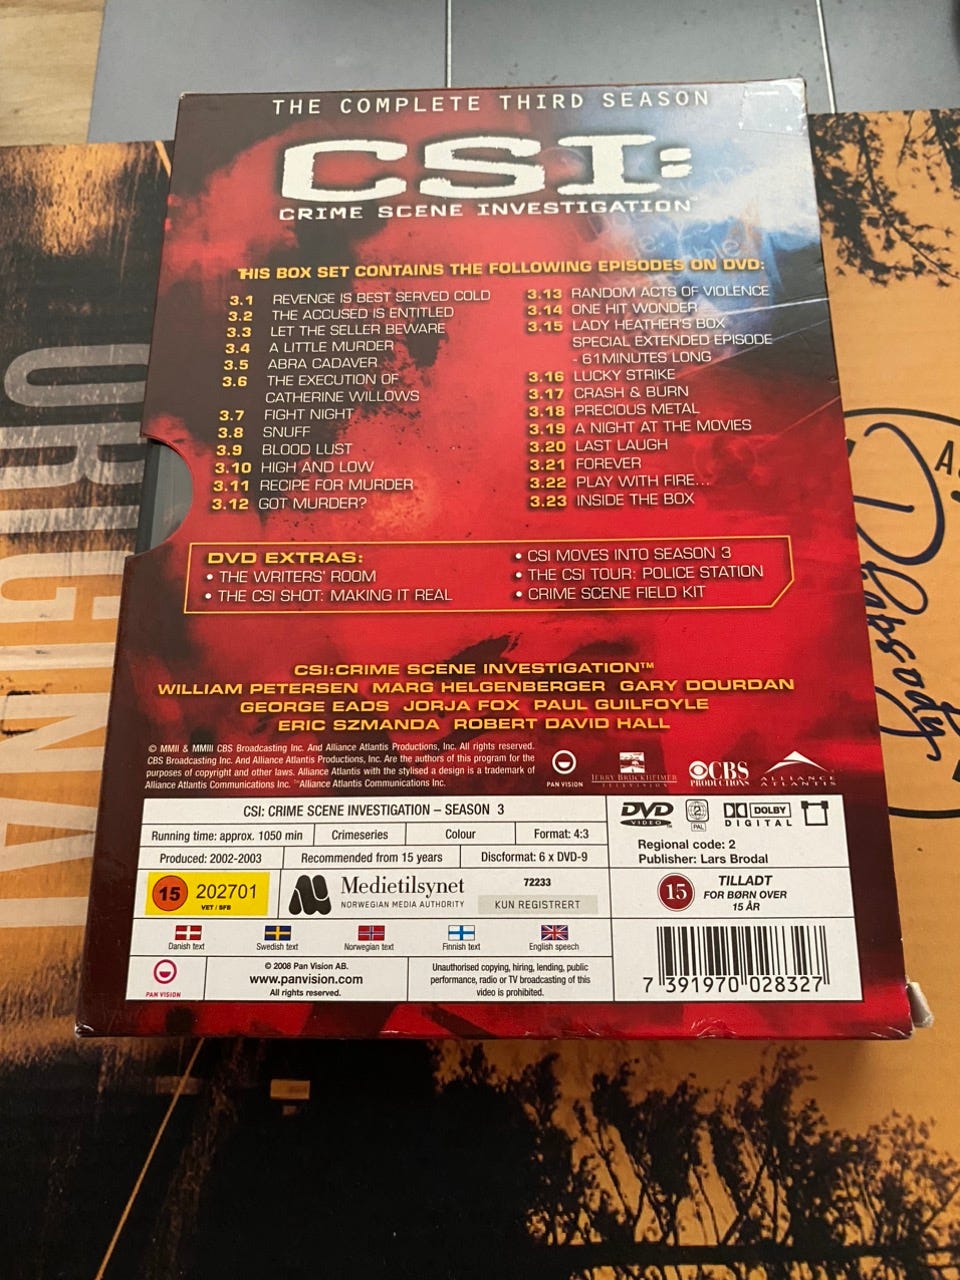 THE COMPLETE THIRD SEASON
CSI:
CRIME SCENE INVESTIGATION™
THIS BOX SET CONTAINS THE FOLLOWING EPISODES ON DVD:
3.1 REVENGE IS BEST SERVED COLD
3.2 THE ACCUSED IS ENTITLED
3.3 LET THE SELLER BEWARE
3.4 A LITTLE MURDER
3.5 ABRA CADAVER
3.6 THE EXECUTION OF
CATHERINE WILLOWS
3.7 FIGHT NIGHT
3.8 SNUFF
3.9 BLOOD LUST
3.10 HIGH AND LOW
3.11 RECIPE FOR MURDER
3.12 GOT MURDER?
3.13 RANDOM ACTS OF VIOLENCE
3.14 ONE HIT WONDER
3.15 LADY HEATHER'S BOX
SPECIAL EXTENDED EPISODE
- 61MINUTES LONG
3.16 LUCKY STRIKE
3.17 CRASH & BURN
3.18 PRECIOUS METAL
3.19 A NIGHT AT THE MOVIES
3.20 LAST LAUGH
3.21 FOREVER
3.22 PLAY WITH FIRE...
3.23 INSIDE THE BOX
DVD EXTRAS:
• THE WRITERS' ROOM
• THE CSI SHOT: MAKING IT REAL
• CSI MOVES INTO SEASON 3
• THE CSI TOUR: POLICE STATION
• CRIME SCENE FIELD KIT
CSI:CRIME SCENE INVESTIGATION™
WILLIAM PETERSEN MARG HELGENBERGER GARY DOURDAN
GEORGE EADS JORJA FOX PAUL GUILFOYLE
ERIC SZMANDA ROBERT DAVID HALL
© MMII & MMIII CBS Broadcasting Inc. And Alliance Atlantis Productions, Inc. All rights reserved.
CBS Broadcasting Inc. And Alliance Atlantis Productions, Inc. Are the authors of this program for the
purposes of copyright and other laws. Alliance Atlantis with the stylised a design is a trademark of
Alliance Atlantis Communications Inc. ™Alliance Atlantis Communications Inc.
PAN VISION
JERRY BRUCKHEIMER
TELEVISION
CBS
PRODUCTIONS
ALLIANCE
ATLANTIS
CSI: CRIME SCENE INVESTIGATION – SEASON 3
Running time: approx. 1050 min
Crimeseries
Colour
Format: 4:3
Produced: 2002-2003
Recommended from 15 years
Discformat: 6 x DVD-9
15 202701
VET / SFB
Medietilsynet
NORWEGIAN MEDIA AUTHORITY
72233
KUN REGISTRERT
Danish text
Swedish text
Norwegian text
Finnish text
English speech
PAN VISION
© 2008 Pan Vision AB.
www.panvision.com
All rights reserved.
Unauthorised copying, hiring, lending, public
performance, radio or TV broadcasting of this
video is prohibited.
DVD
VIDEO
2
PAL
DOLBY
DIGITAL
Regional code: 2
Publisher: Lars Brodal
15
TILLADT
FOR BØRN OVER
15 ÅR
7 391970 028327
ORIGINAL